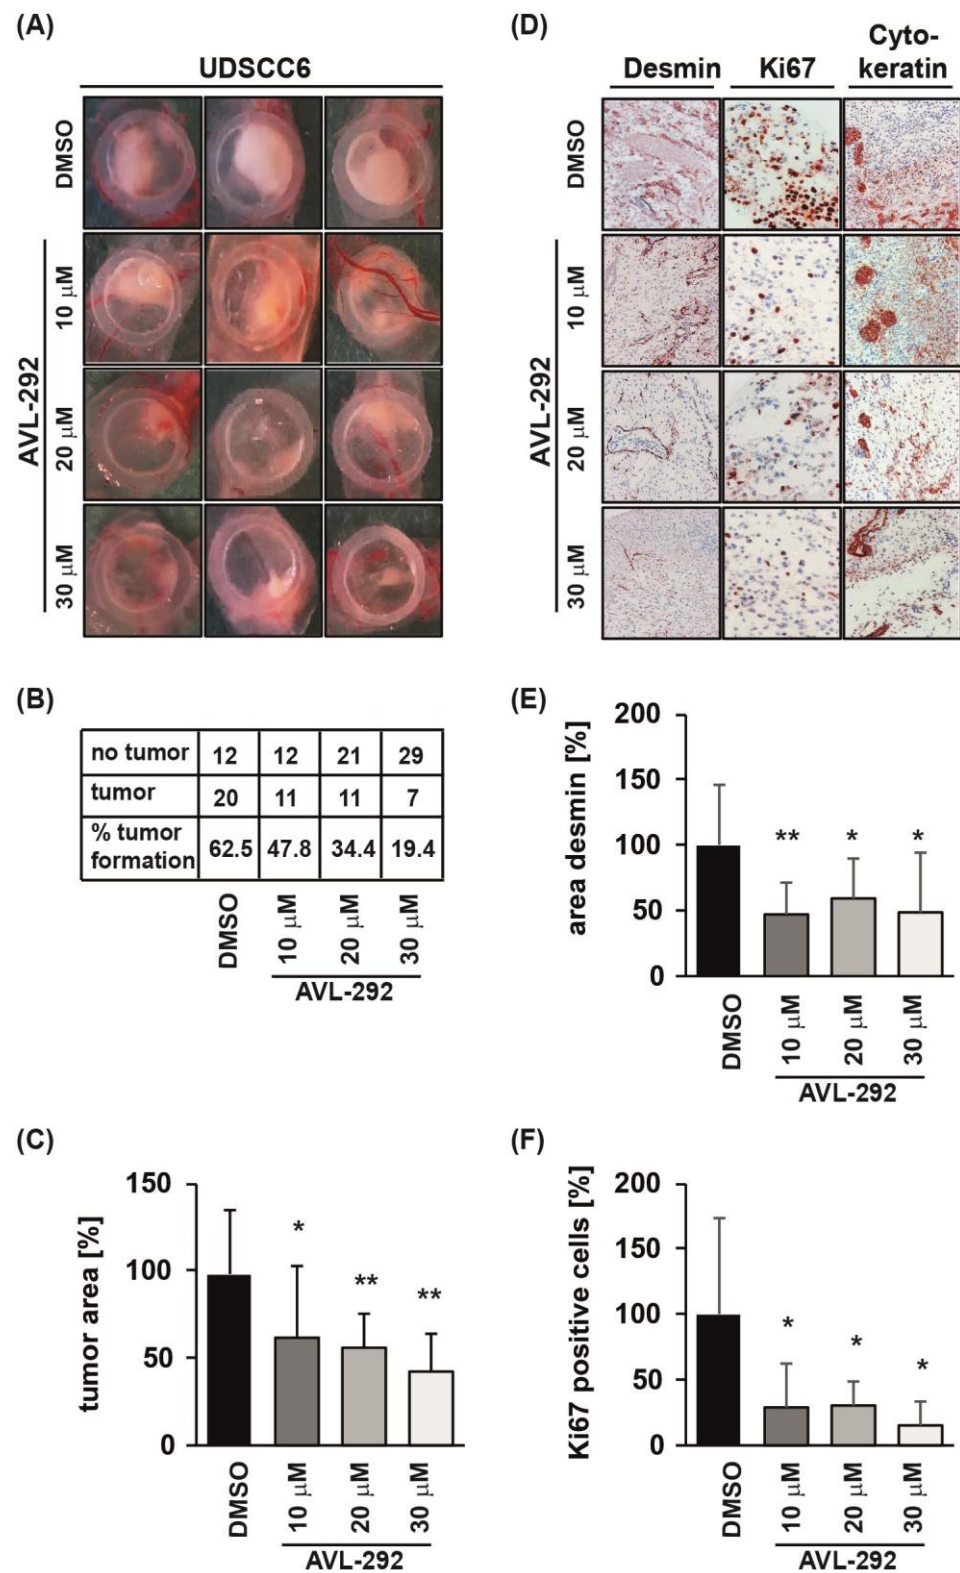 (A)
UDSCC6
DMSO
10 μM
20 μM
30 μM
AVL-292
(D)
Desmin
Ki67
Cyto-
keratin
DMSO
10 μM
20 μM
30 μM
AVL-292
(B)
no tumor 12 12 21 29
tumor 20 11 11 7
% tumor
formation 62.5 47.8 34.4 19.4
DMSO
10 μM
20 μM
30 μM
AVL-292
(E)
area desmin [%]
200
150
100
50
0
**
*
*
DMSO
10 μM
20 μM
30 μM
AVL-292
(C)
tumor area [%]
150
100
50
0
*
**
**
DMSO
10 μM
20 μM
30 μM
AVL-292
(F)
Ki67 positive cells [%]
200
150
100
50
0
*
*
*
DMSO
10 μM
20 μM
30 μM
AVL-292